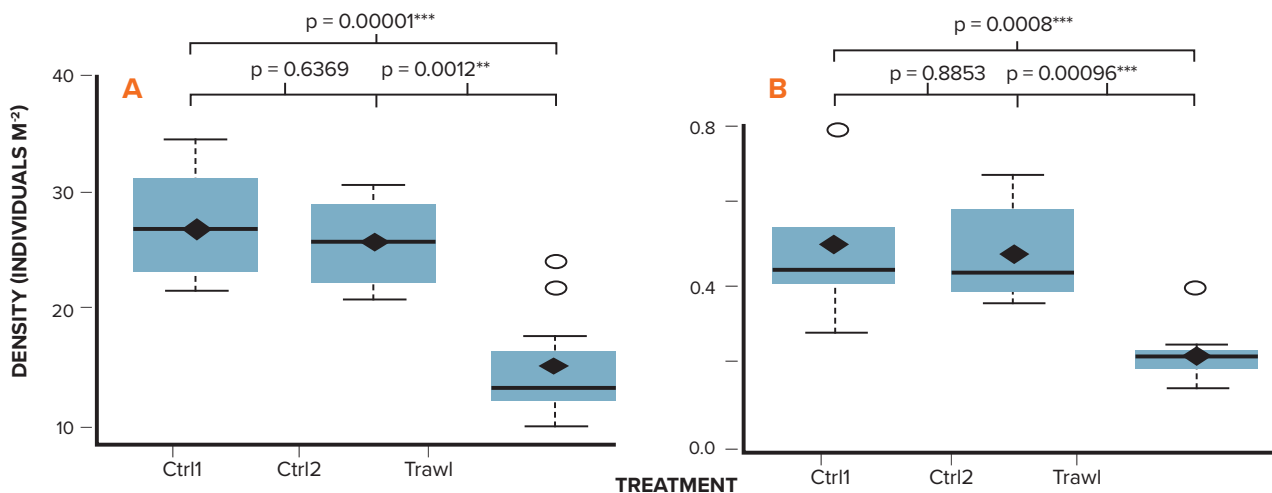 p = 0.00001***
p = 0.6369 p = 0.0012**
A
40
30
20
10
DENSITY (INDIVIDUALS M⁻²)
Ctrl1 Ctrl2 Trawl
p = 0.0008***
p = 0.8853 p = 0.00096***
B
0.8
0.4
0.0
Ctrl1 Ctrl2 Trawl
TREATMENT